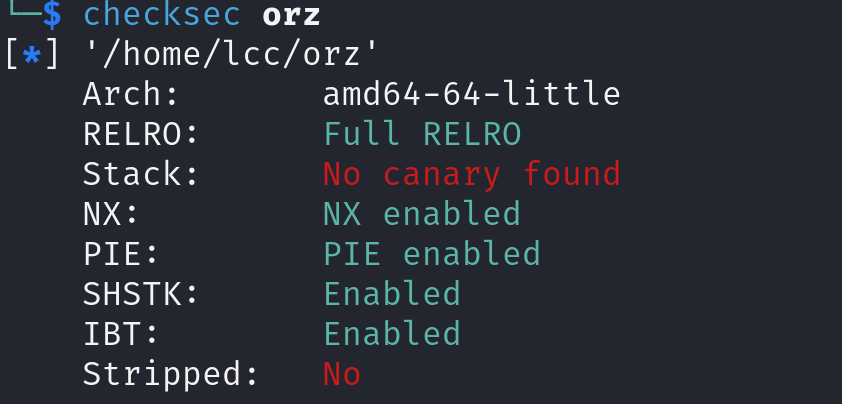 └─$ checksec orz
[*] '/home/lcc/orz'
Arch: amd64-64-little
RELRO: Full RELRO
Stack: No canary found
NX: NX enabled
PIE: PIE enabled
SHSTK: Enabled
IBT: Enabled
Stripped: No